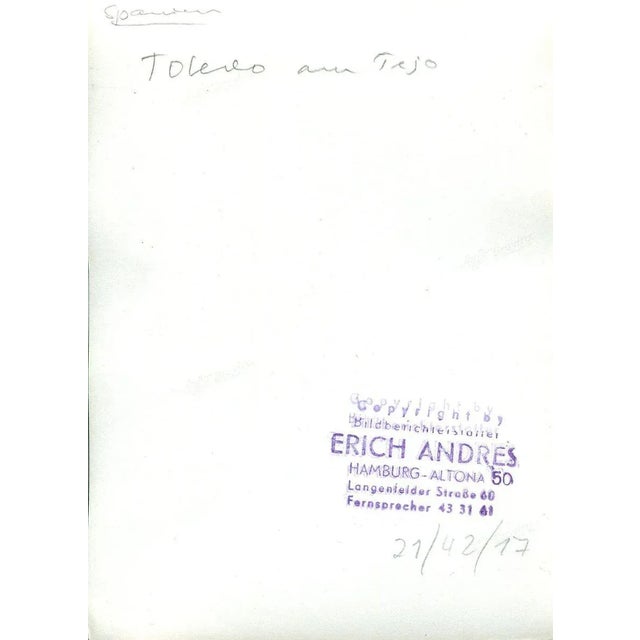 Spanien
Toledo am Tejo
Copyright by
Bildberichterstatter
ERICH ANDRES
HAMBURG-ALTONA 50
Langenfelder Straße 60
Fernsprecher 43 31 61
21/42/17